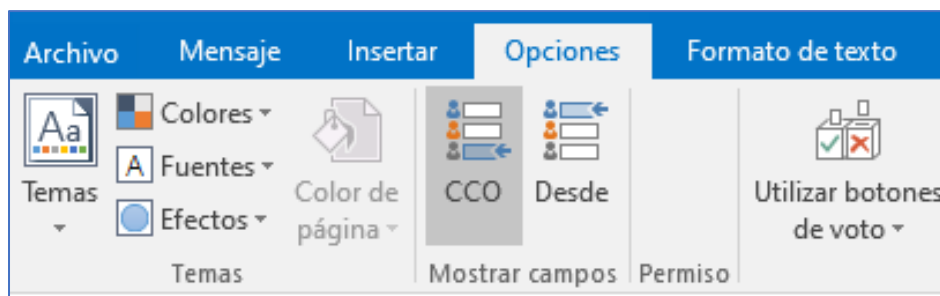 Archivo Mensaje Insertar Opciones Formato de texto
Aa
Temas
Colores
A Fuentes
Efectos
Color de
página
CCO
Desde
Utilizar botones
de voto
Temas Mostrar campos Permiso